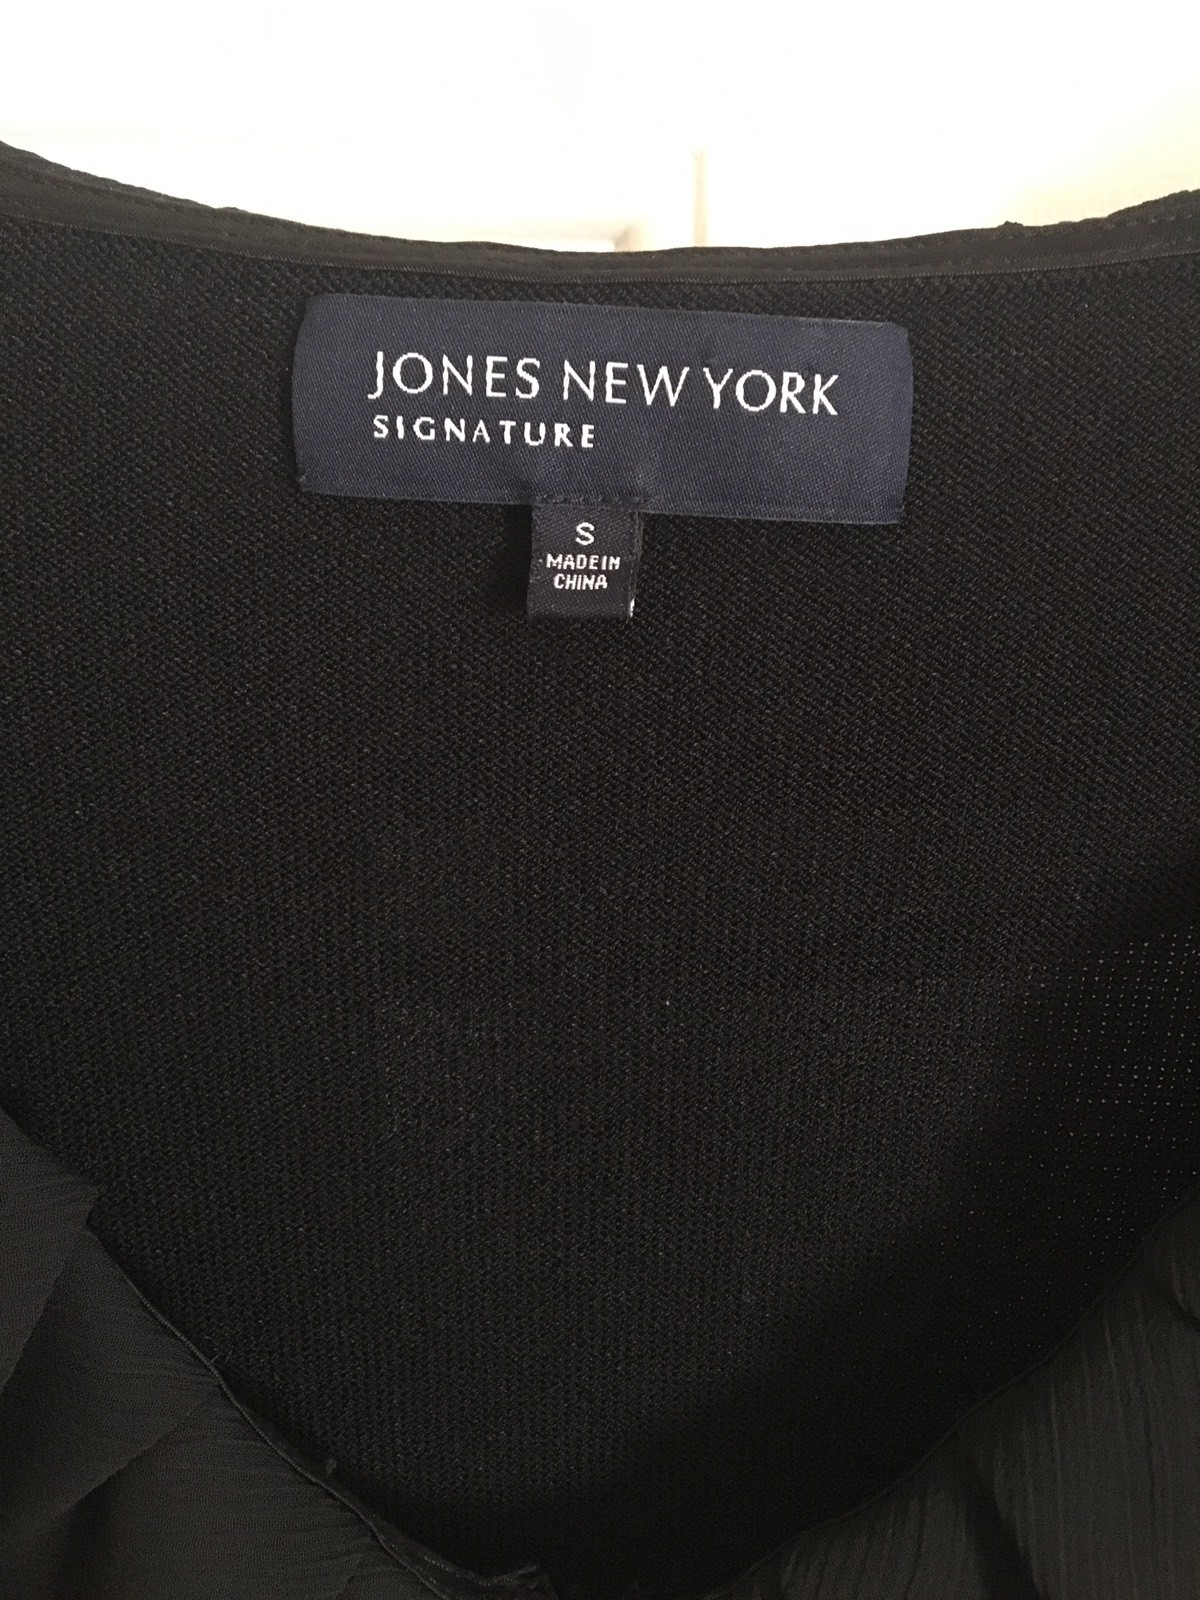 JONES NEW YORK
SIGNATURE
S
MADE IN
CHINA